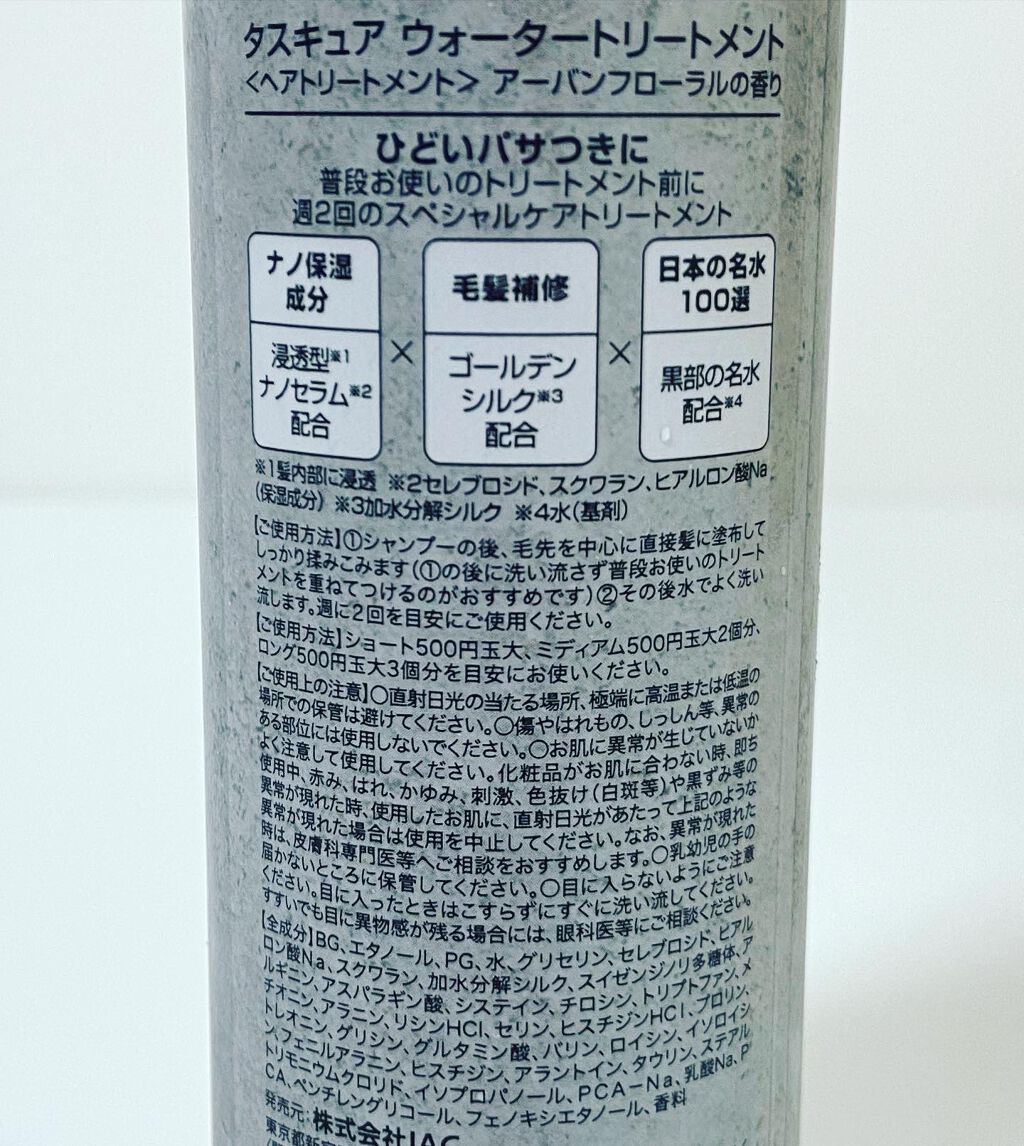 タスキュア ウォータートリートメント
<ヘアトリートメント> アーバンフローラルの香り
ひどいパサつきに
普段お使いのトリートメント前に
週2回のスペシャルケアトリートメント
ナノ保湿
成分
浸透型※1
ナノセラム※2
配合
×
毛髪補修
ゴールデン
シルク※3
配合
×
日本の名水
100選
黒部の名水
配合※4
※1髪内部に浸透 ※2セレブロシド、スクワラン、ヒアルロン酸Na
(保湿成分) ※3加水分解シルク ※4水(基剤)
【ご使用方法】①シャンプーの後、毛先を中心に直接髪に塗布して
しっかり揉みこみます(①の後に洗い流さず普段お使いのトリート
メントを重ねてつけるのがおすすめです)②その後水でよく洗い
流します。週に2回を目安にご使用ください。
【ご使用方法】ショート500円玉大、ミディアム500円玉大2個分、
ロング500円玉大3個分を目安にお使いください。
【ご使用上の注意】○直射日光の当たる場所、極端に高温または低温の
場所での保管は避けてください。○傷やはれもの、しっしん等、異常の
ある部位には使用しないでください。○お肌に異常が生じていないか
よく注意して使用してください。化粧品がお肌に合わない時、即ち
使用中、赤み、はれ、かゆみ、刺激、色抜け(白斑等)や黒ずみ等の
異常が現れた時、使用したお肌に、直射日光があたって上記のような
異常が現れた場合は使用を中止してください。なお、異常が現れた
時は、皮膚科専門医等へご相談をおすすめします。○乳幼児の手の
届かないところに保管してください。○目に入らないようにご注意
ください。目に入ったときはこすらずにすぐに洗い流してください。
すすいでも目に異物感が残る場合には、眼科医等にご相談ください。
【全成分】BG、エタノール、PG、水、グリセリン、セレブロシド、ヒアル
ロン酸Na、スクワラン、加水分解シルク、スイゼンジノリ多糖体、ア
ルギニン、アスパラギン酸、システイン、チロシン、トリプトファン、メ
チオニン、アラニン、リシンHCl、セリン、ヒスチジンHCl、プロリン、
トレオニン、グリシン、グルタミン酸、バリン、ロイシン、イソロイシ
ン、フェニルアラニン、ヒスチジン、アラントイン、タウリン、ステアル
トリモニウムクロリド、イソプロパノール、PCA-Na、乳酸Na、P
CA、ペンチレングリコール、フェノキシエタノール、香料
発売元:株式会社JAC
東京都新宿